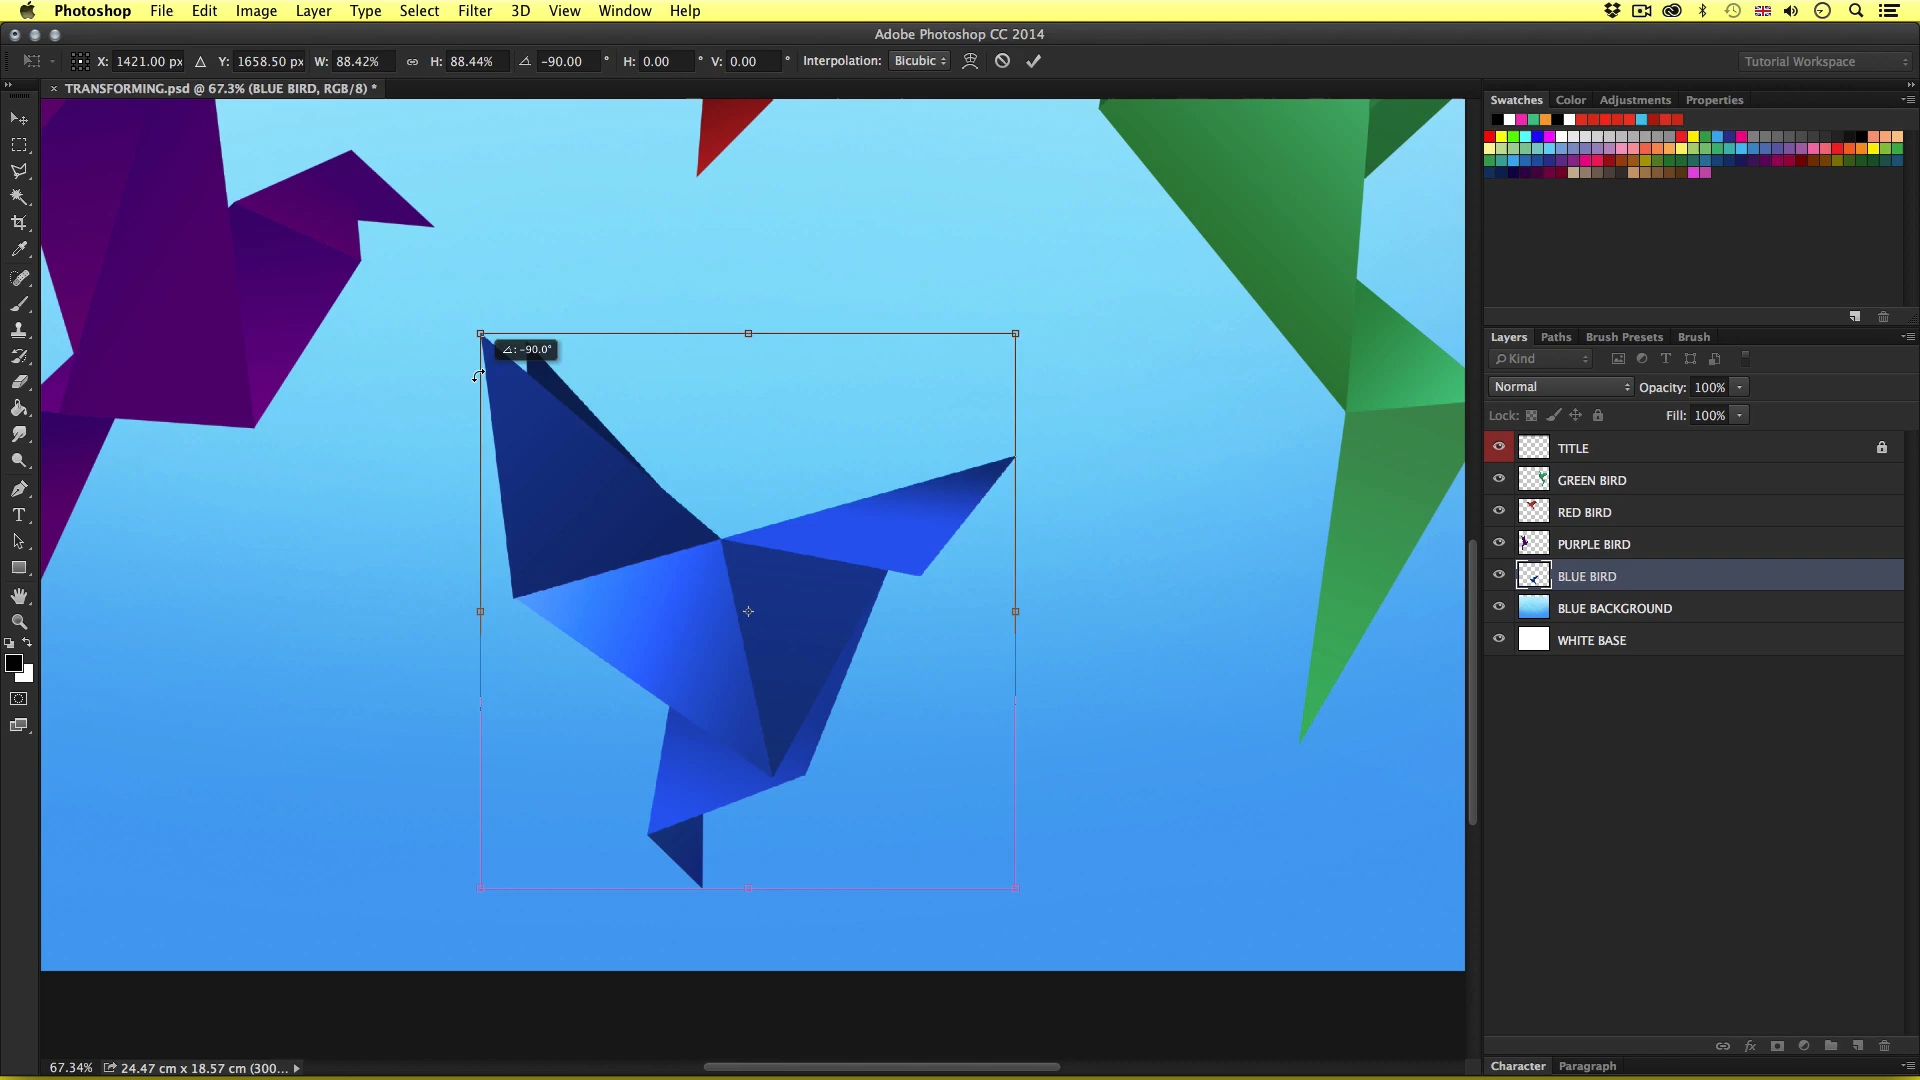 Photoshop File Edit Image Layer Type Select Filter 3D View Window Help
Adobe Photoshop CC 2014
X: 1421.00 px Y: 1658.50 px W: 88.42% H: 88.44% -90.00 ° H: 0.00 ° V: 0.00 ° Interpolation: Bicubic Tutorial Workspace
× TRANSFORMING.psd @ 67.3% (BLUE BIRD, RGB/8) *
Swatches Color Adjustments Properties
∠: -90.0°
Layers Paths Brush Presets Brush
Kind
Normal Opacity: 100%
Lock: Fill: 100%
TITLE
GREEN BIRD
RED BIRD
PURPLE BIRD
BLUE BIRD
BLUE BACKGROUND
WHITE BASE
T
fx
67.34% 24.47 cm x 18.57 cm (300...
Character Paragraph